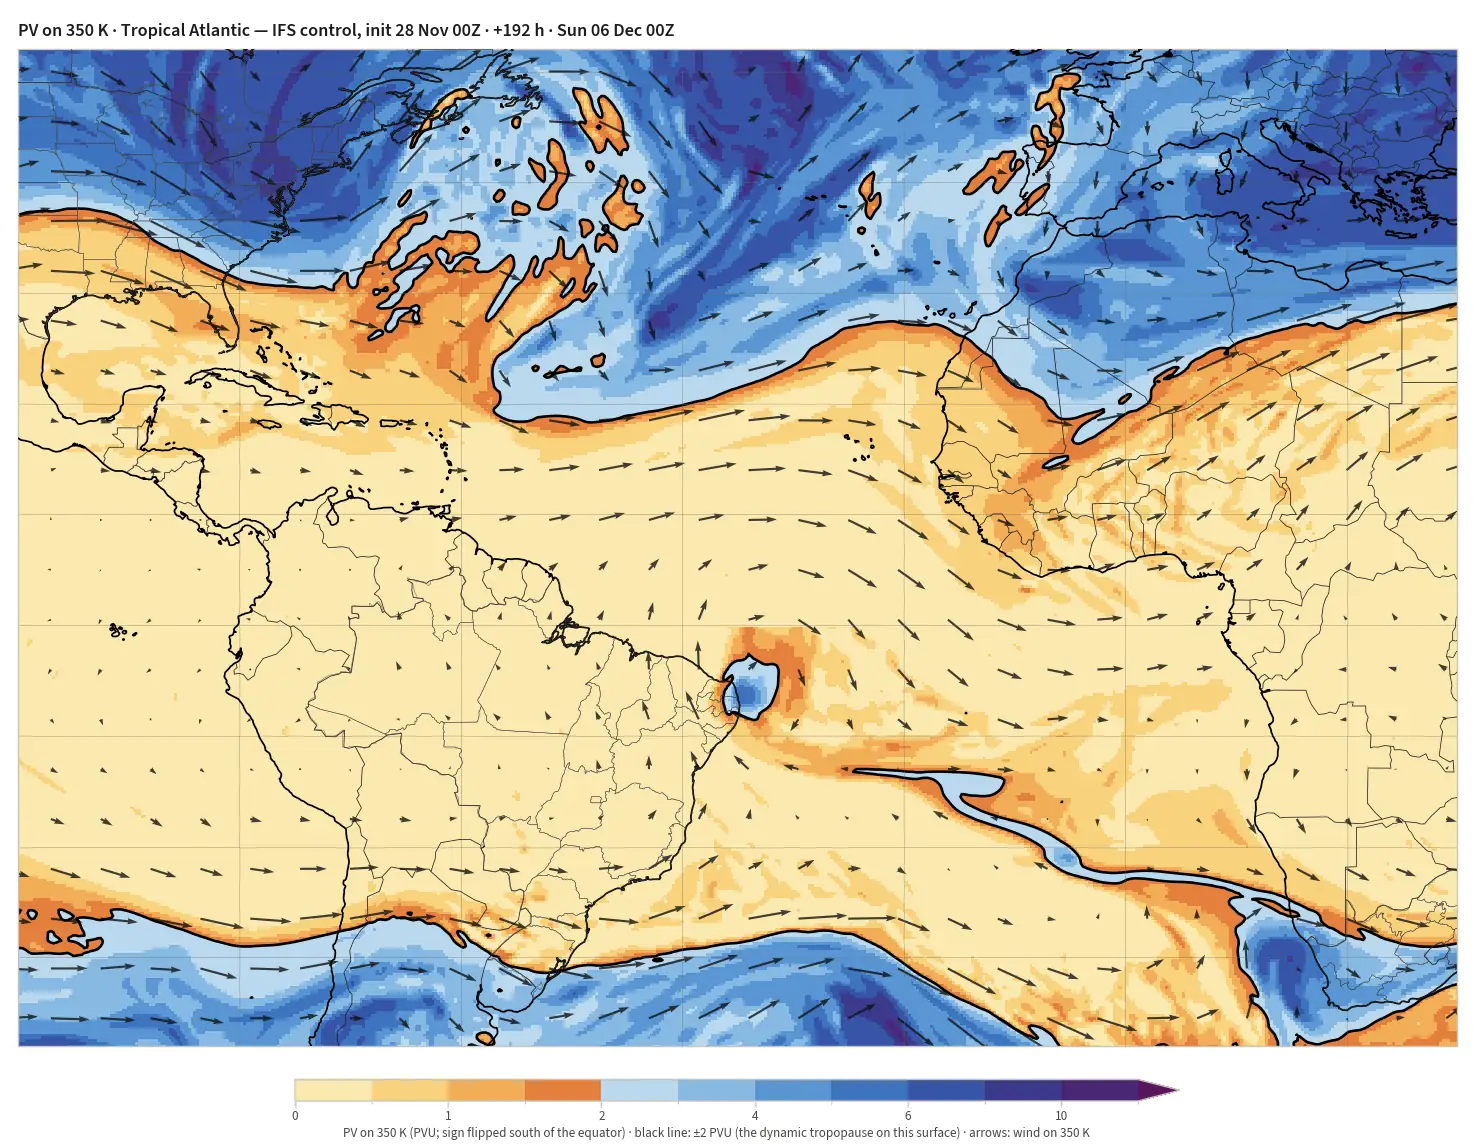 PV on 350 K · Tropical Atlantic — IFS control, init 28 Nov 00Z · +192 h · Sun 06 Dec 00Z
0 1 2 4 6 10
PV on 350 K (PVU; sign flipped south of the equator) · black line: ±2 PVU (the dynamic tropopause on this surface) · arrows: wind on 350 K